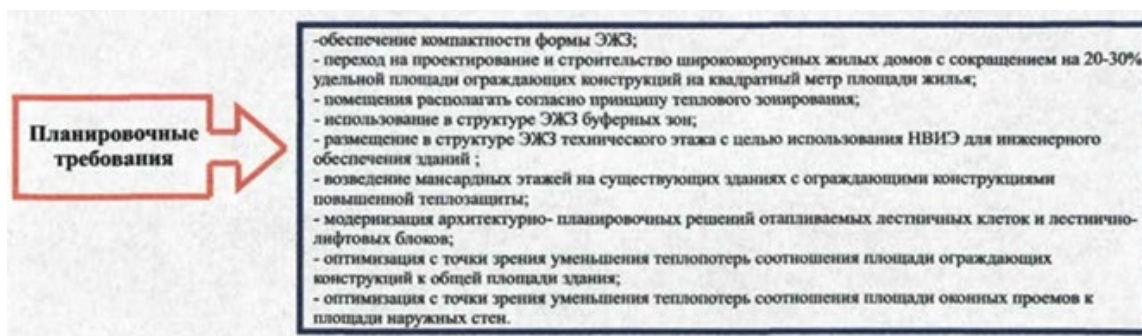 Планировочные
требования
-обеспечение компактности формы ЭЖЗ;
- переход на проектирование и строительство ширококорпусных жилых домов с сокращением на 20-30%
удельной площади ограждающих конструкций на квадратный метр площади жилья;
- помещения располагать согласно принципу теплового зонирования;
- использование в структуре ЭЖЗ буферных зон;
- размещение в структуре ЭЖЗ технического этажа с целью использования НВИЭ для инженерного
обеспечения зданий ;
- возведение мансардных этажей на существующих зданиях с ограждающими конструкциями
повышенной теплозащиты;
- модернизация архитектурно- планировочных решений отапливаемых лестничных клеток и лестнично-
лифтовых блоков;
- оптимизация с точки зрения уменьшения теплопотерь соотношения площади ограждающих
конструкций к общей площади здания;
- оптимизация с точки зрения уменьшения теплопотерь соотношения площади оконных проемов к
площади наружных стен.